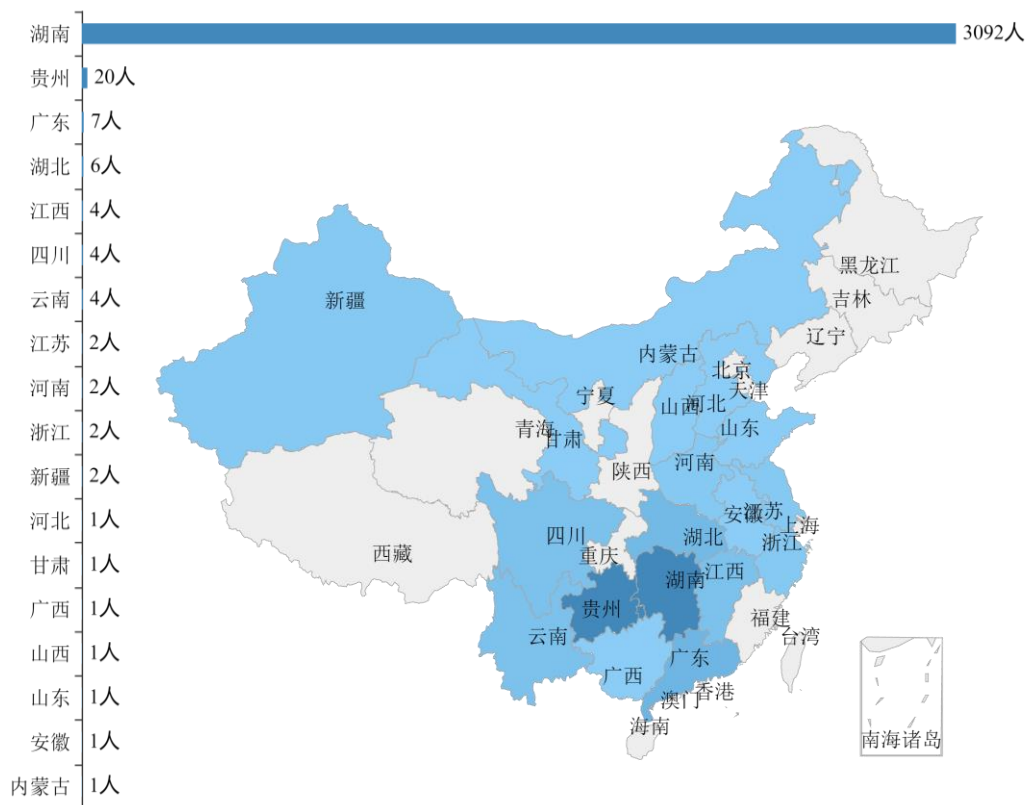 湖南 3092人
贵州 20人
广东 7人
湖北 6人
江西 4人
四川 4人
云南 4人
江苏 2人
河南 2人
浙江 2人
新疆 2人
河北 1人
甘肃 1人
广西 1人
山西 1人
山东 1人
安徽 1人
内蒙古 1人
黑龙江
吉林
新疆
辽宁
内蒙古
北京
天津
宁夏
山西
河北
青海
甘肃
山东
陕西
河南
安徽
江苏
上海
四川
湖北
浙江
西藏
重庆
湖南
江西
贵州
福建
云南
台湾
广东
广西
澳门
香港
海南
南海诸岛